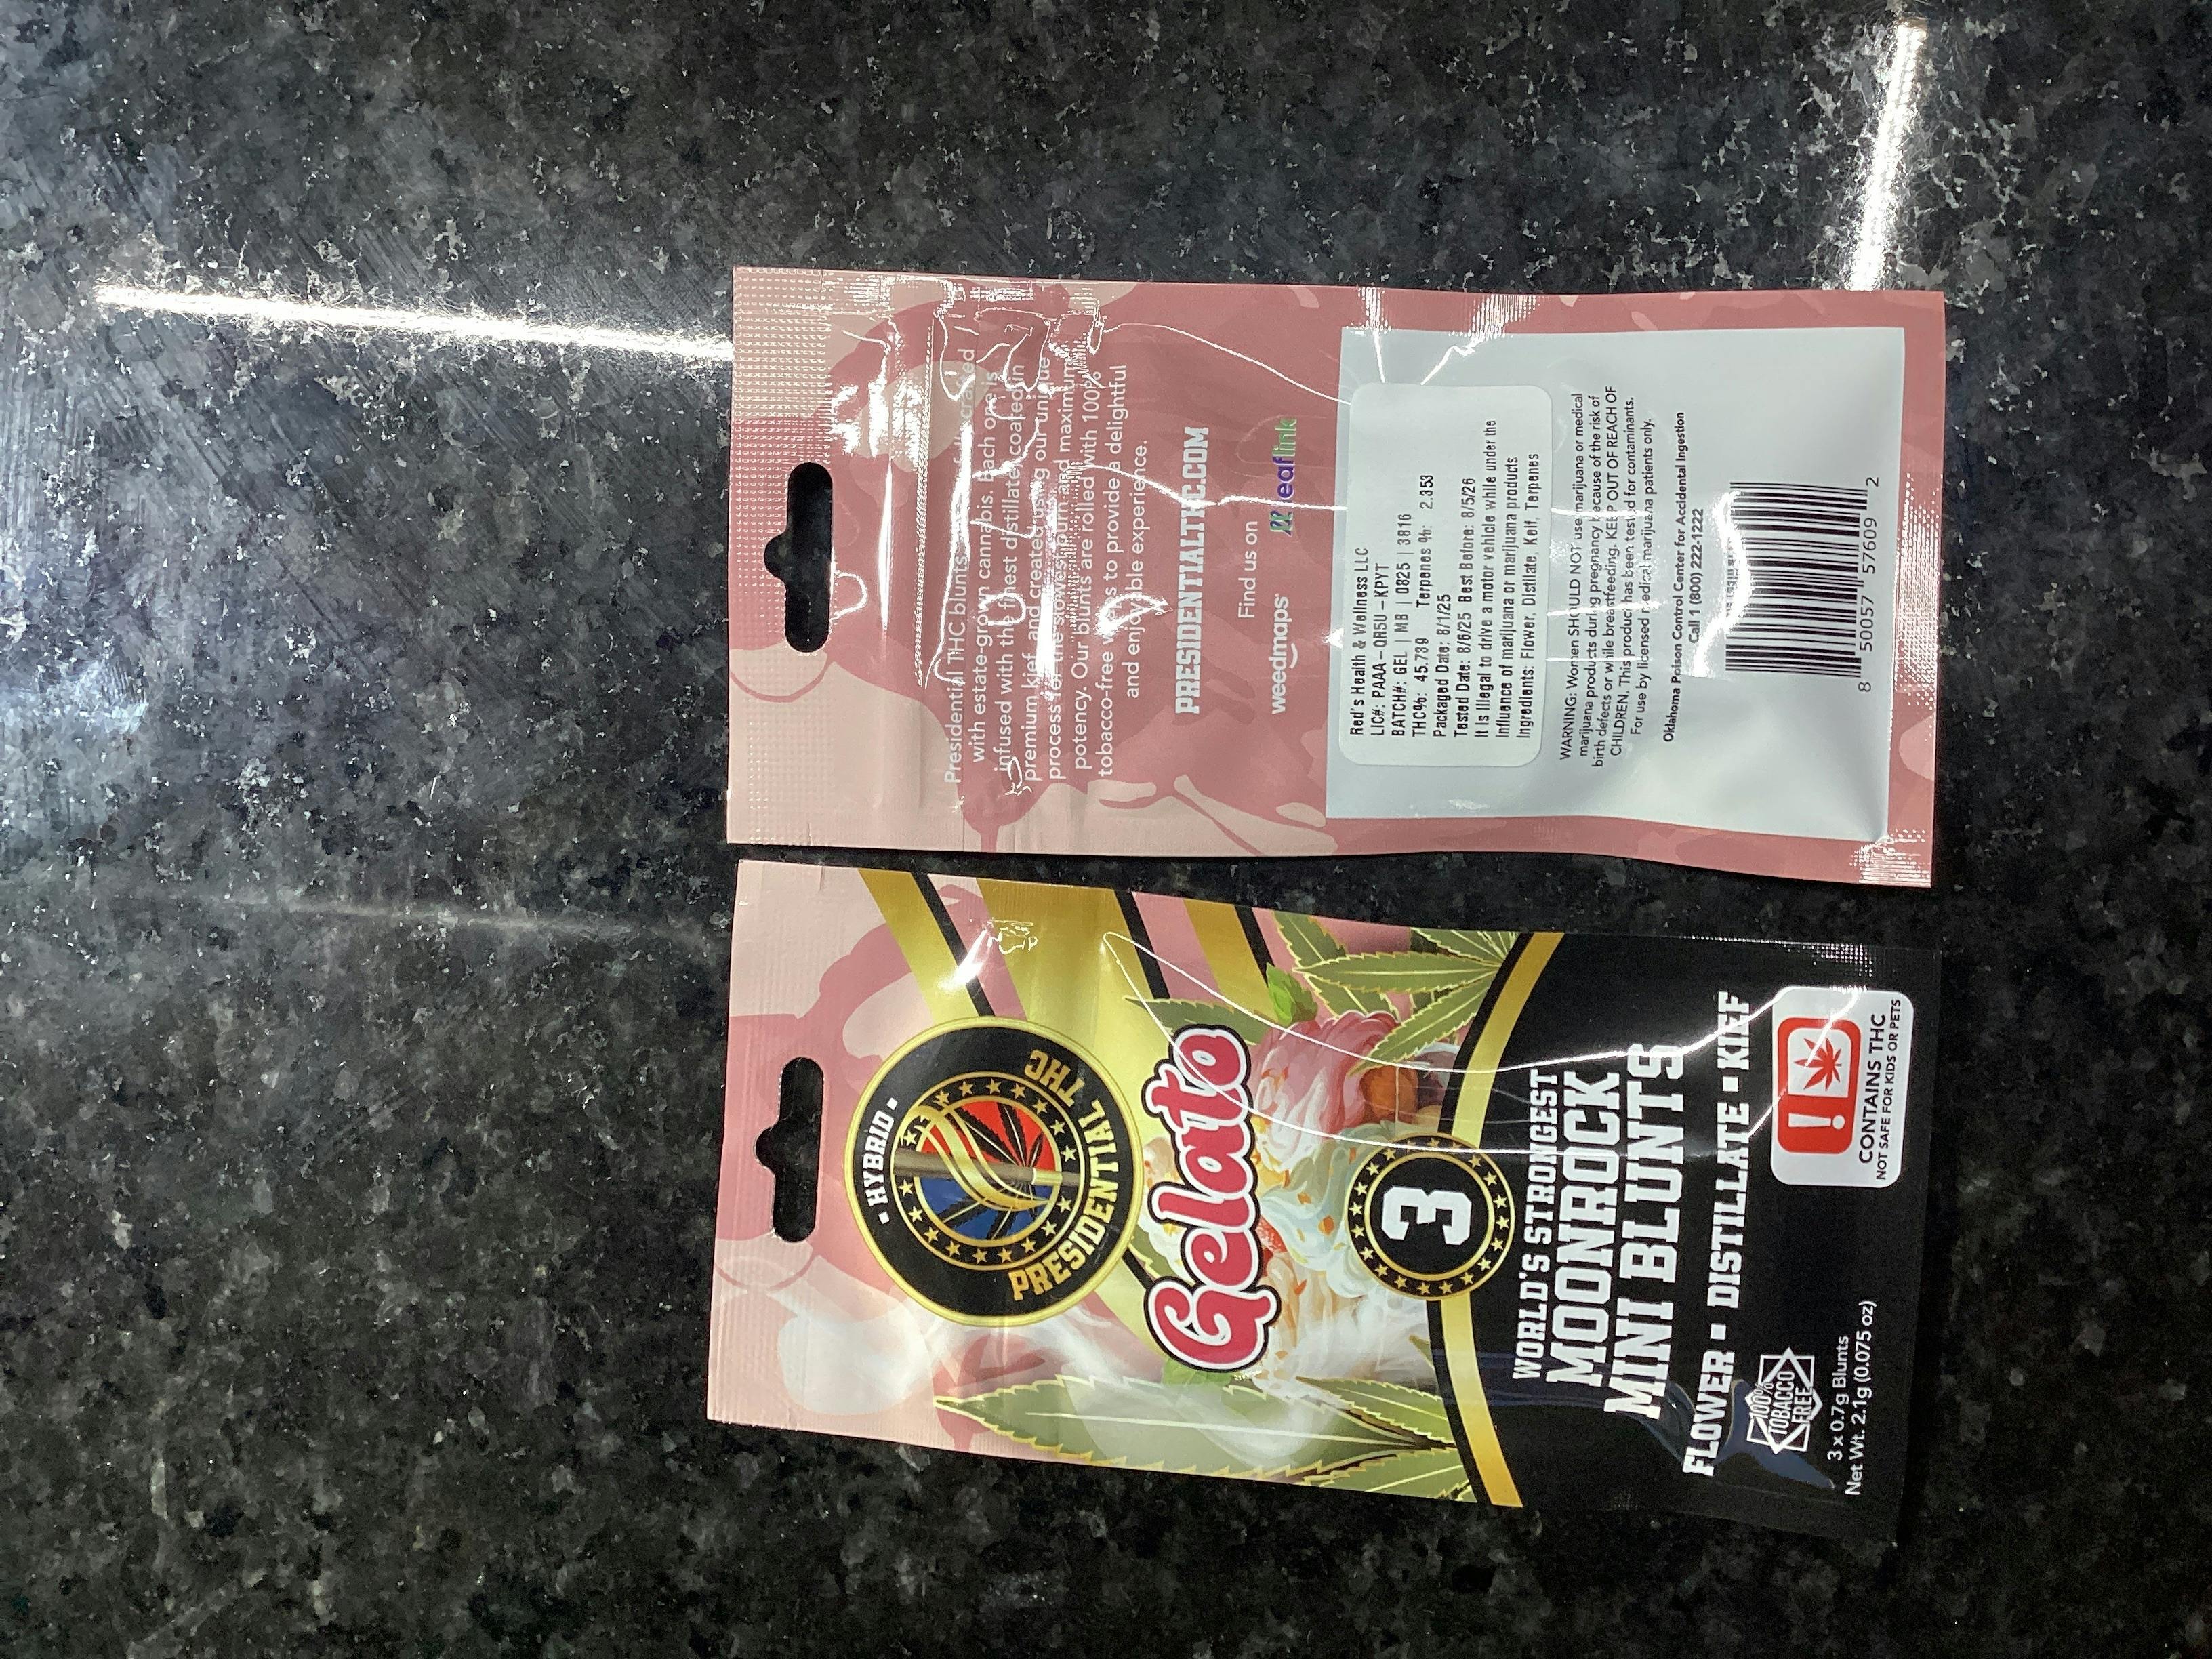 HYBRID
PRESIDENTIAL THC
Gelato
3
WORLD'S STRONGEST
MOONROCK
MINI BLUNTS
FLOWER ▪ DISTILLATE ▪ KIEF
100%
TOBACCO
FREE
3 x 0.7g Blunts
Net Wt. 2.1g (0.075 oz)
!
CONTAINS THC
NOT SAFE FOR KIDS OR PETS
Presidential THC blunts
with estate-grown cannabis. Each one is
infused with the finest distillate, coated in
premium kief and created using our unique
process for the slowest burn and maximum
potency. Our blunts are rolled with 100%
tobacco-free to provide a delightful
and enjoyable experience.
PRESIDENTIALTHC.COM
Find us on
weedmaps leaflink
Red's Health & Wellness LLC
LIC#: PAAA-QR5U-KPYT
BATCH#: GEL | MB | 0825 | 3816
THC%: 45.739 Terpenes %: 2.353
Packaged Date: 8/1/25
Tested Date: 8/6/25 Best Before: 8/5/26
It is illegal to drive a motor vehicle while under the
influence of marijuana or marijuana products
Ingredients: Flower, Distillate, Keif, Terpenes
WARNING: Women SHOULD NOT use marijuana or medical
marijuana products during pregnancy because of the risk of
birth defects or while breastfeeding. KEEP OUT OF REACH OF
CHILDREN. This product has been tested for contaminants.
For use by licensed medical marijuana patients only.
Oklahoma Poison Control Center for Accidental Ingestion
Call 1 (800) 222-1222
8 50057 57609 2